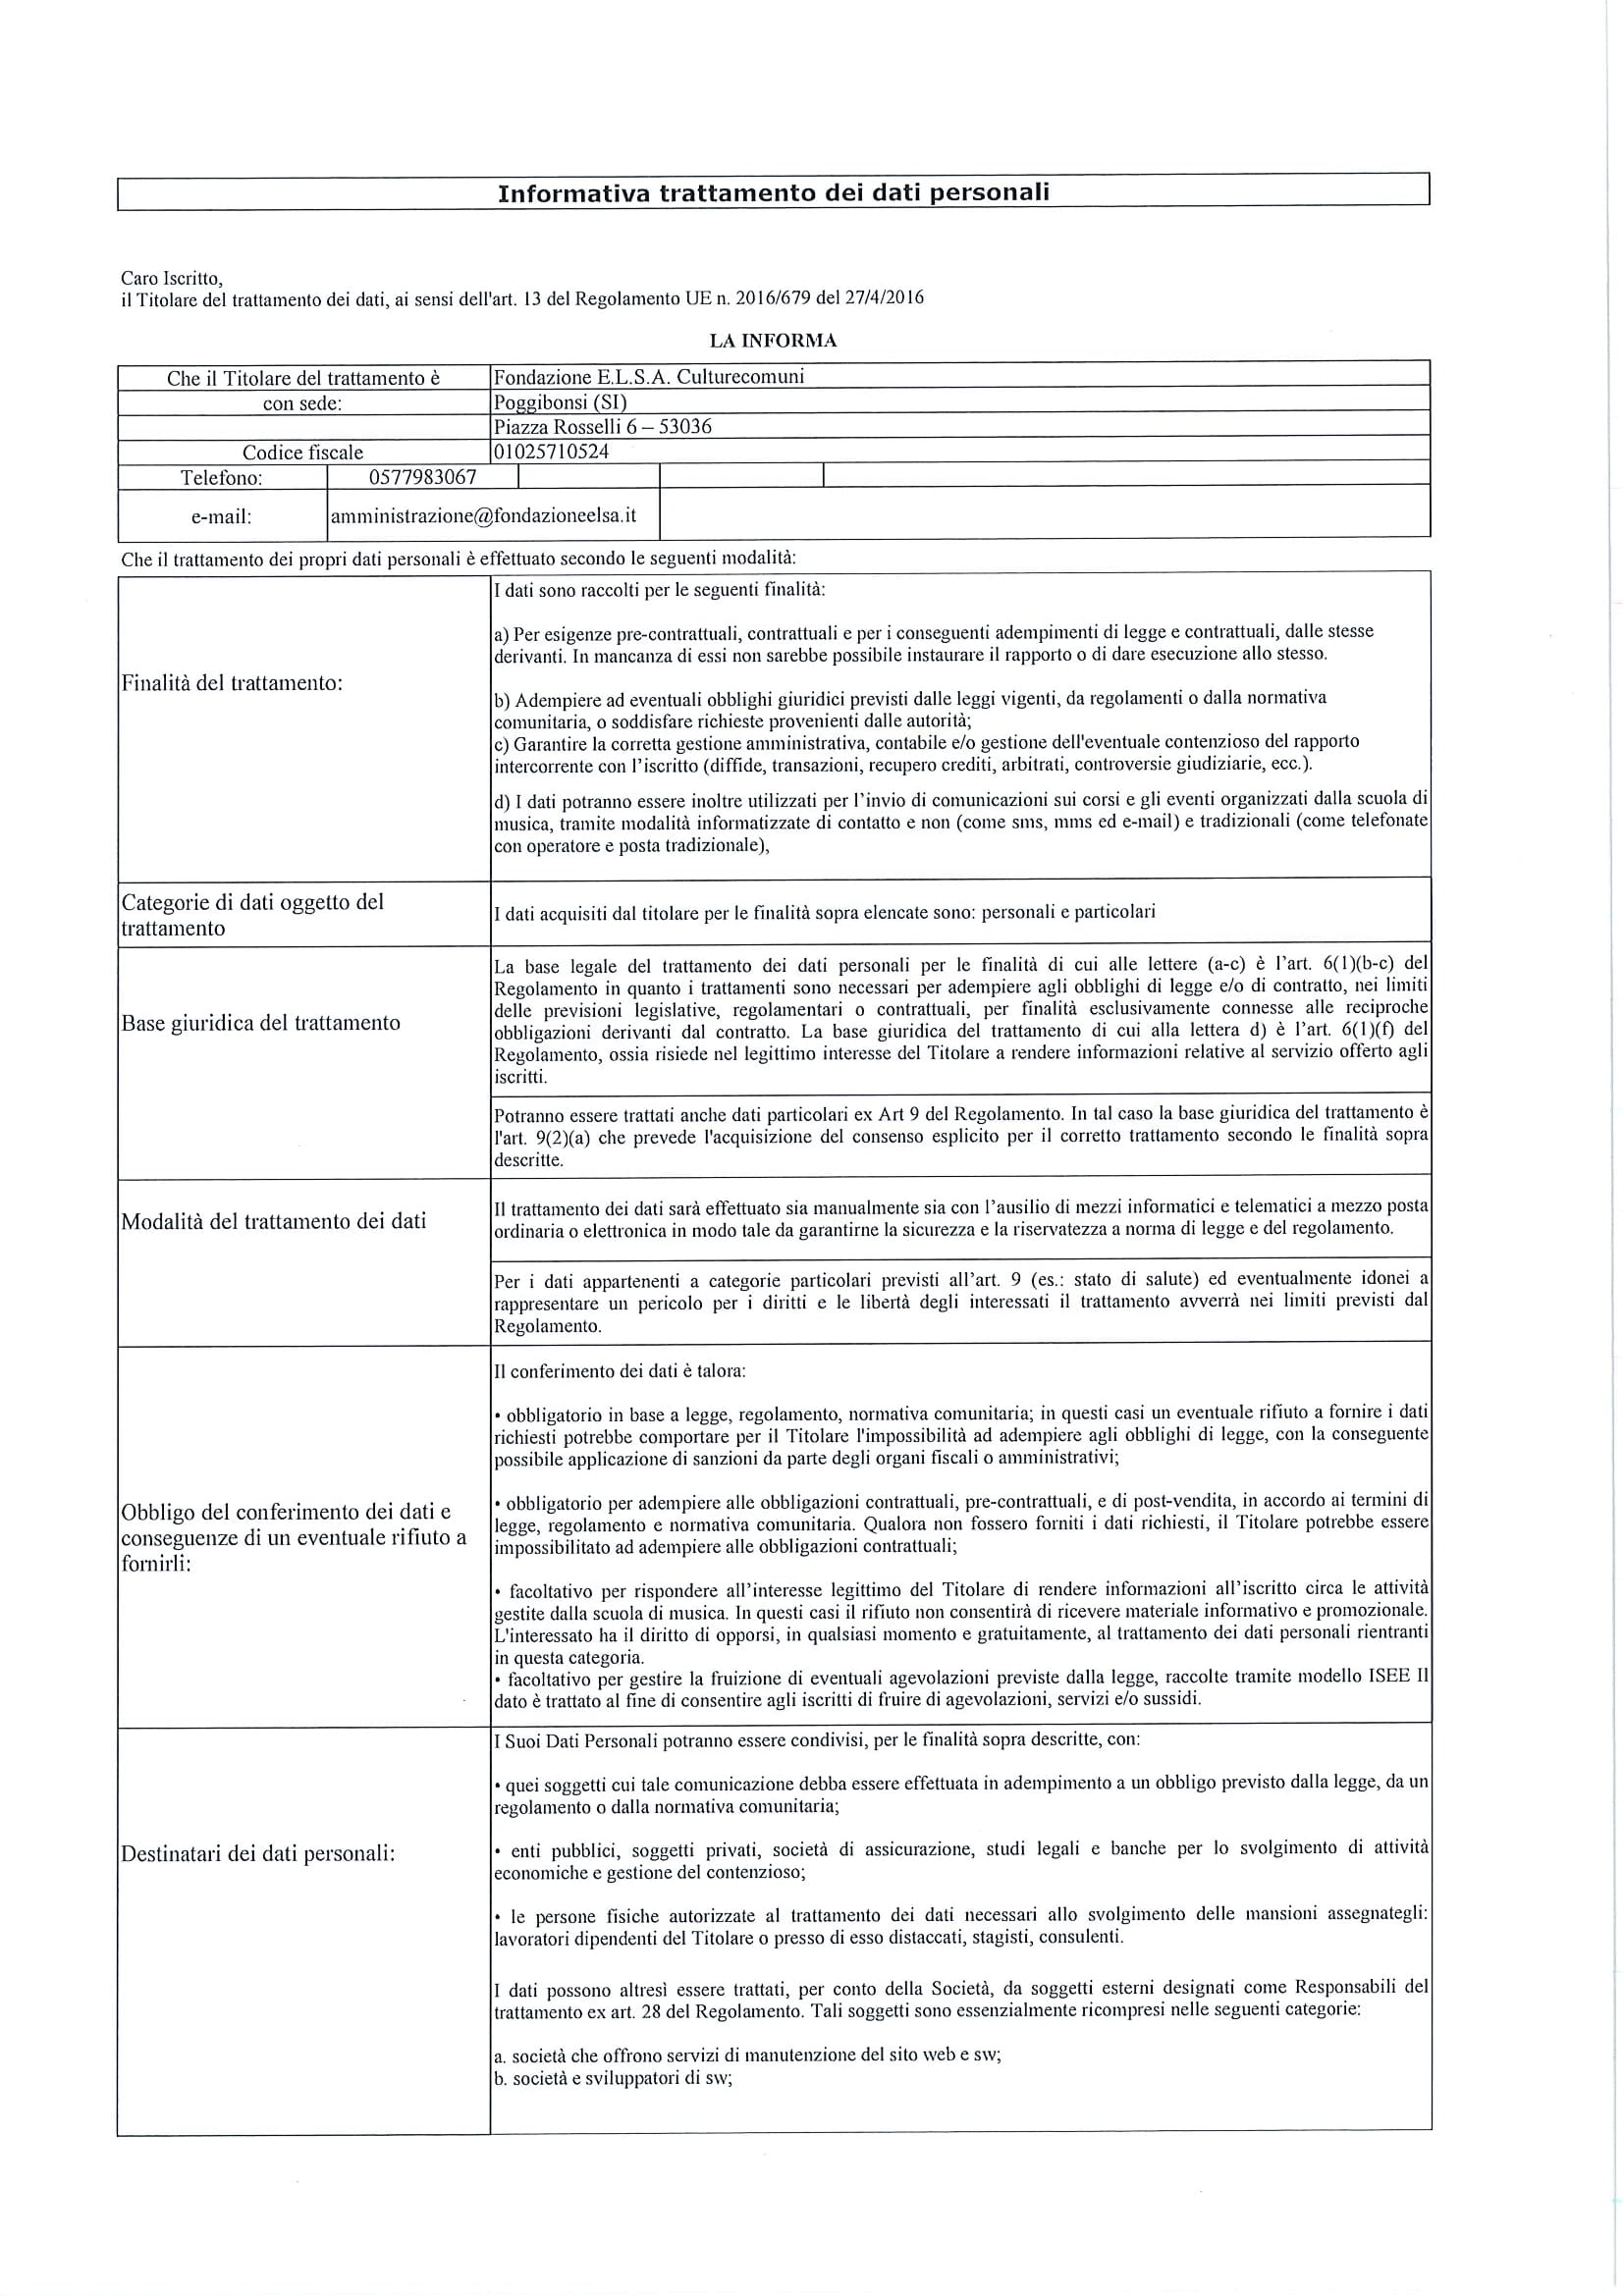 Informativa trattamento dei dati personali
Caro Iscritto,
il Titolare del trattamento dei dati, ai sensi dell'art. 13 del Regolamento UE n. 2016/679 del 27/4/2016
LA INFORMA
Che il Titolare del trattamento è Fondazione E.L.S.A. Culturecomuni
con sede: Poggibonsi (SI)
Piazza Rosselli 6 – 53036
Codice fiscale 01025710524
Telefono: 0577983067
e-mail: amministrazione@fondazioneelsa.it
Che il trattamento dei propri dati personali è effettuato secondo le seguenti modalità:
Finalità del trattamento:
I dati sono raccolti per le seguenti finalità:
a) Per esigenze pre-contrattuali, contrattuali e per i conseguenti adempimenti di legge e contrattuali, dalle stesse
derivanti. In mancanza di essi non sarebbe possibile instaurare il rapporto o di dare esecuzione allo stesso.
b) Adempiere ad eventuali obblighi giuridici previsti dalle leggi vigenti, da regolamenti o dalla normativa
comunitaria, o soddisfare richieste provenienti dalle autorità;
c) Garantire la corretta gestione amministrativa, contabile e/o gestione dell'eventuale contenzioso del rapporto
intercorrente con l’iscritto (diffide, transazioni, recupero crediti, arbitrati, controversie giudiziarie, ecc.).
d) I dati potranno essere inoltre utilizzati per l’invio di comunicazioni sui corsi e gli eventi organizzati dalla scuola di
musica, tramite modalità informatizzate di contatto e non (come sms, mms ed e-mail) e tradizionali (come telefonate
con operatore e posta tradizionale),
Categorie di dati oggetto del
trattamento
I dati acquisiti dal titolare per le finalità sopra elencate sono: personali e particolari
Base giuridica del trattamento
La base legale del trattamento dei dati personali per le finalità di cui alle lettere (a-c) è l’art. 6(1)(b-c) del
Regolamento in quanto i trattamenti sono necessari per adempiere agli obblighi di legge e/o di contratto, nei limiti
delle previsioni legislative, regolamentari o contrattuali, per finalità esclusivamente connesse alle reciproche
obbligazioni derivanti dal contratto. La base giuridica del trattamento di cui alla lettera d) è l’art. 6(1)(f) del
Regolamento, ossia risiede nel legittimo interesse del Titolare a rendere informazioni relative al servizio offerto agli
iscritti.
Potranno essere trattati anche dati particolari ex Art 9 del Regolamento. In tal caso la base giuridica del trattamento è
l'art. 9(2)(a) che prevede l'acquisizione del consenso esplicito per il corretto trattamento secondo le finalità sopra
descritte.
Modalità del trattamento dei dati
Il trattamento dei dati sarà effettuato sia manualmente sia con l’ausilio di mezzi informatici e telematici a mezzo posta
ordinaria o elettronica in modo tale da garantirne la sicurezza e la riservatezza a norma di legge e del regolamento.
Per i dati appartenenti a categorie particolari previsti all’art. 9 (es.: stato di salute) ed eventualmente idonei a
rappresentare un pericolo per i diritti e le libertà degli interessati il trattamento avverrà nei limiti previsti dal
Regolamento.
Obbligo del conferimento dei dati e
conseguenze di un eventuale rifiuto a
fornirli:
Il conferimento dei dati è talora:
• obbligatorio in base a legge, regolamento, normativa comunitaria; in questi casi un eventuale rifiuto a fornire i dati
richiesti potrebbe comportare per il Titolare l'impossibilità ad adempiere agli obblighi di legge, con la conseguente
possibile applicazione di sanzioni da parte degli organi fiscali o amministrativi;
• obbligatorio per adempiere alle obbligazioni contrattuali, pre-contrattuali, e di post-vendita, in accordo ai termini di
legge, regolamento e normativa comunitaria. Qualora non fossero forniti i dati richiesti, il Titolare potrebbe essere
impossibilitato ad adempiere alle obbligazioni contrattuali;
• facoltativo per rispondere all’interesse legittimo del Titolare di rendere informazioni all’iscritto circa le attività
gestite dalla scuola di musica. In questi casi il rifiuto non consentirà di ricevere materiale informativo e promozionale.
L'interessato ha il diritto di opporsi, in qualsiasi momento e gratuitamente, al trattamento dei dati personali rientranti
in questa categoria.
• facoltativo per gestire la fruizione di eventuali agevolazioni previste dalla legge, raccolte tramite modello ISEE Il
dato è trattato al fine di consentire agli iscritti di fruire di agevolazioni, servizi e/o sussidi.
Destinatari dei dati personali:
I Suoi Dati Personali potranno essere condivisi, per le finalità sopra descritte, con:
• quei soggetti cui tale comunicazione debba essere effettuata in adempimento a un obbligo previsto dalla legge, da un
regolamento o dalla normativa comunitaria;
• enti pubblici, soggetti privati, società di assicurazione, studi legali e banche per lo svolgimento di attività
economiche e gestione del contenzioso;
• le persone fisiche autorizzate al trattamento dei dati necessari allo svolgimento delle mansioni assegnategli:
lavoratori dipendenti del Titolare o presso di esso distaccati, stagisti, consulenti.
I dati possono altresì essere trattati, per conto della Società, da soggetti esterni designati come Responsabili del
trattamento ex art. 28 del Regolamento. Tali soggetti sono essenzialmente ricompresi nelle seguenti categorie:
a. società che offrono servizi di manutenzione del sito web e sw;
b. società e sviluppatori di sw;